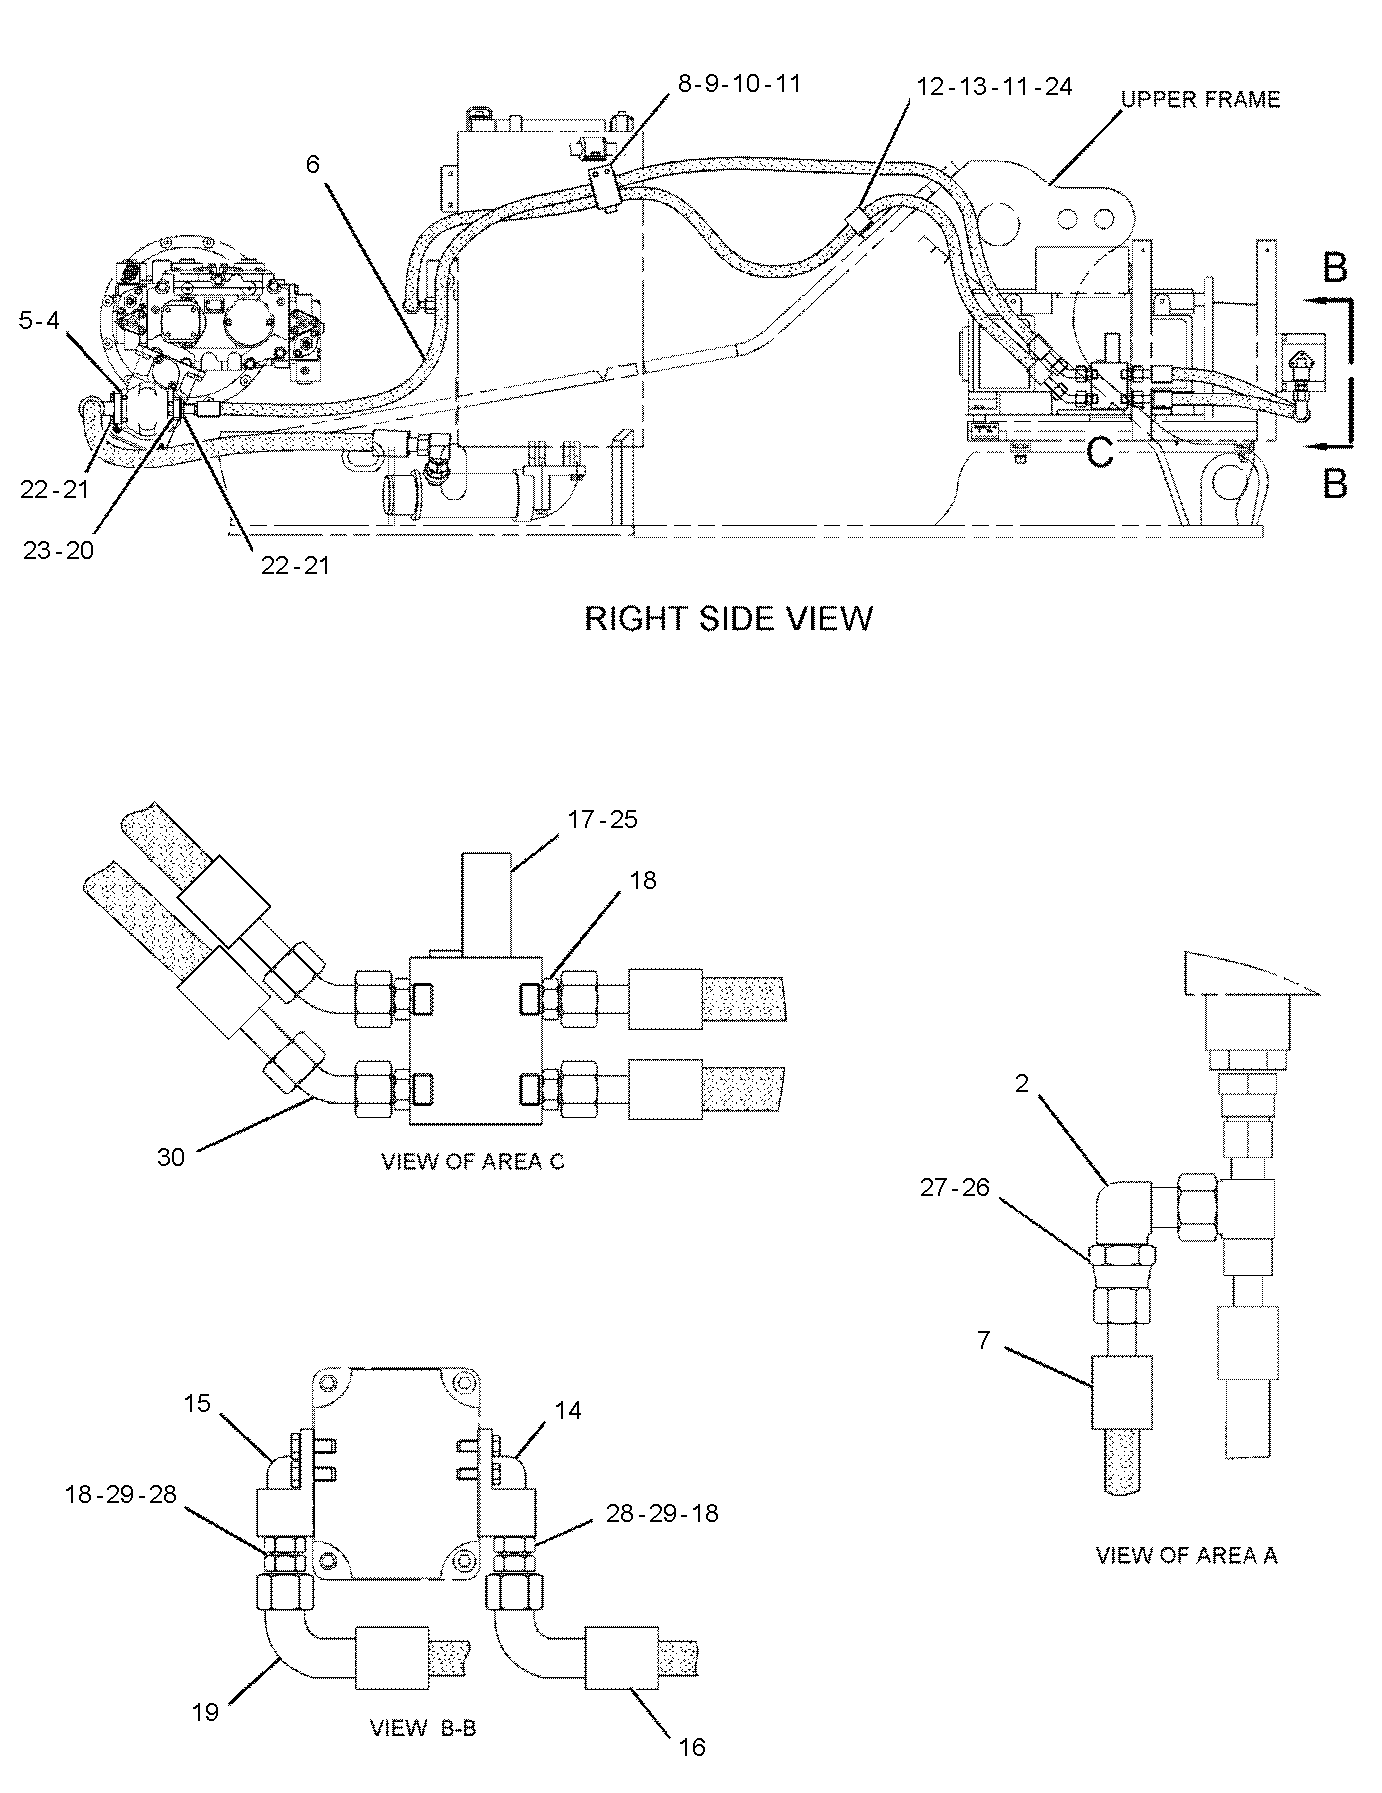 8-9-10-11
12-13-11-24
UPPER FRAME
6
B
5-4
C
B
22-21
23-20
22-21
RIGHT SIDE VIEW
17-25
18
30
VIEW OF AREA C
2
27-26
7
15
14
18-29-28
28-29-18
VIEW OF AREA A
19
VIEW B-B
16